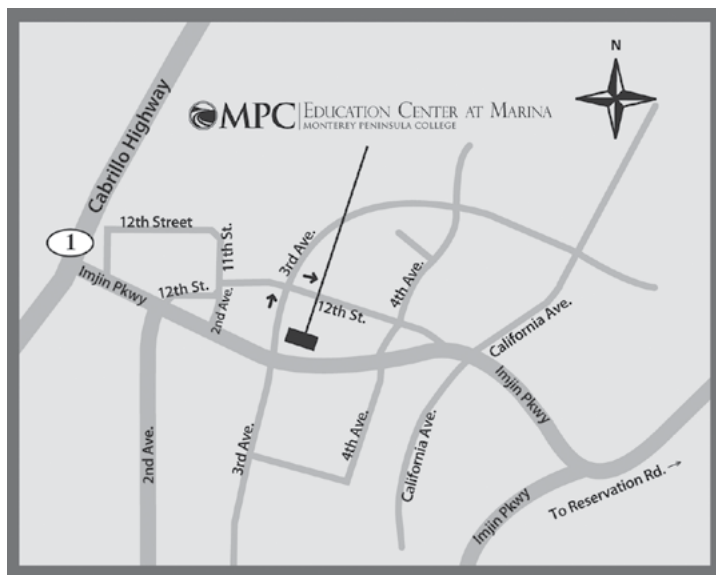 N
MPC EDUCATION CENTER AT MARINA
MONTEREY PENINSULA COLLEGE
Cabrillo Highway
1
12th Street
11th St.
3rd Ave.
Imjin Pkwy
12th St.
2nd Ave.
12th St.
4th Ave.
California Ave.
Imjin Pkwy
2nd Ave.
3rd Ave.
4th Ave.
California Ave.
Imjin Pkwy
To Reservation Rd. →